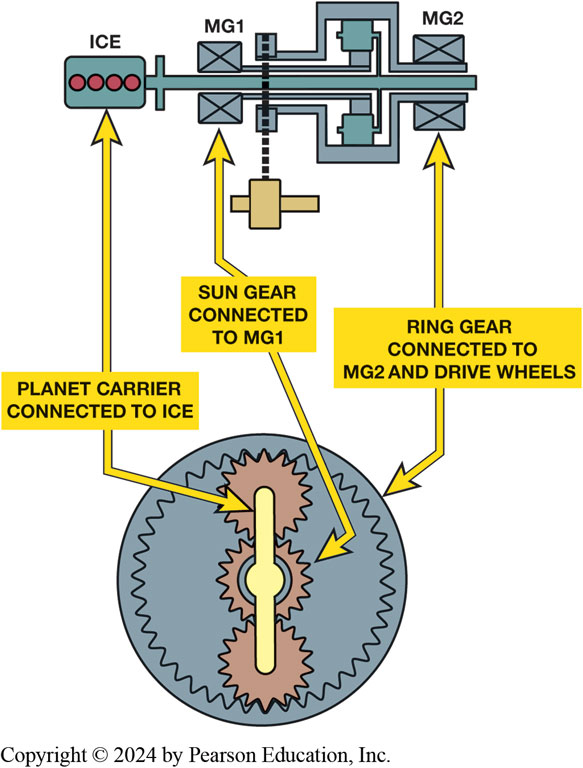 ICE
MG1
MG2
SUN GEAR
CONNECTED
TO MG1
RING GEAR
CONNECTED TO
MG2 AND DRIVE WHEELS
PLANET CARRIER
CONNECTED TO ICE
Copyright © 2024 by Pearson Education, Inc.